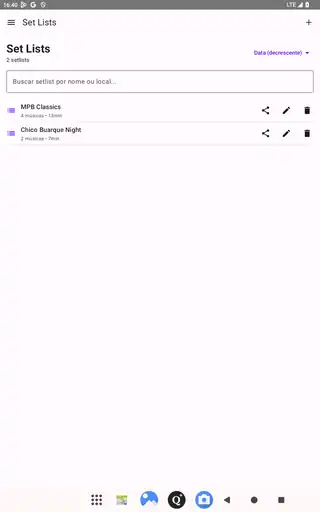 16:40
LTE
Set Lists
Set Lists
2 setlists
Data (decrescente)
Buscar setlist por nome ou local...
MPB Classics
4 músicas • 13min
Chico Buarque Night
2 músicas • 7min